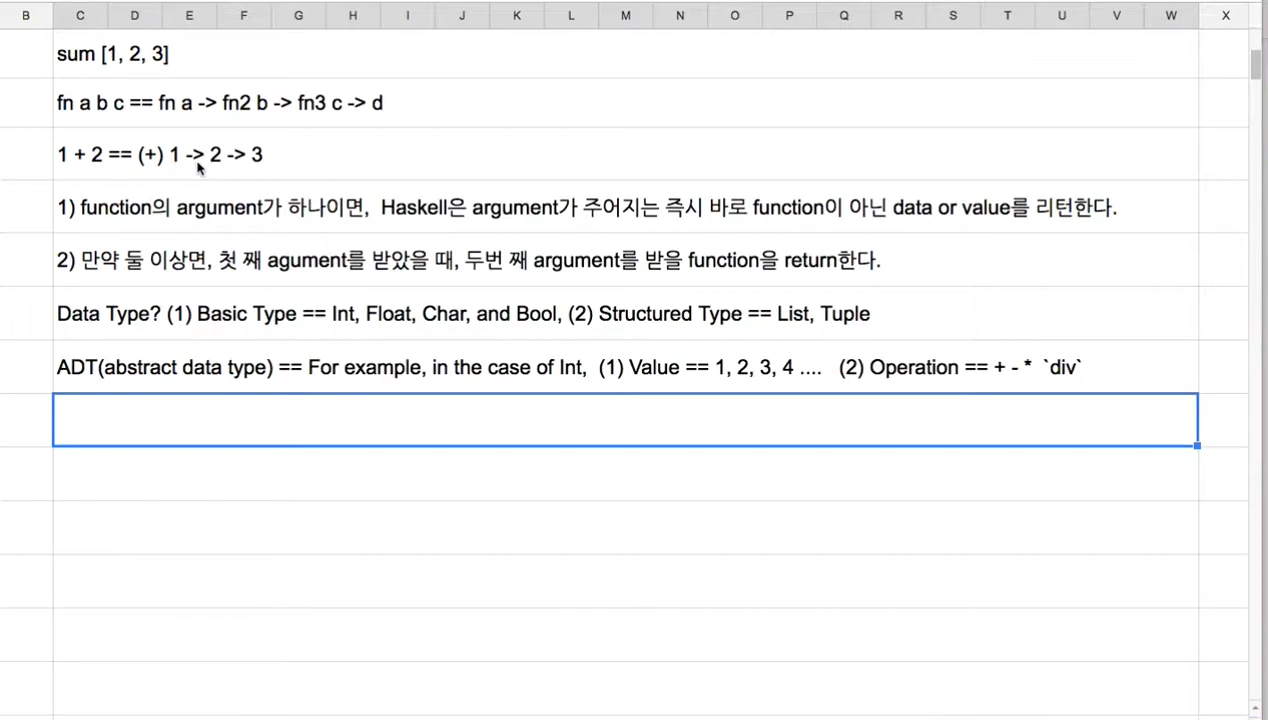 B C D E F G H I J K L M N O P Q R S T U V W X
sum [1, 2, 3]
fn a b c == fn a -> fn2 b -> fn3 c -> d
1 + 2 == (+) 1 -> 2 -> 3
1) function의 argument가 하나이면, Haskell은 argument가 주어지는 즉시 바로 function이 아닌 data or value를 리턴한다.
2) 만약 둘 이상면, 첫 째 agument를 받았을 때, 두번 째 argument를 받을 function을 return한다.
Data Type? (1) Basic Type == Int, Float, Char, and Bool, (2) Structured Type == List, Tuple
ADT(abstract data type) == For example, in the case of Int, (1) Value == 1, 2, 3, 4 .... (2) Operation == + - * `div`